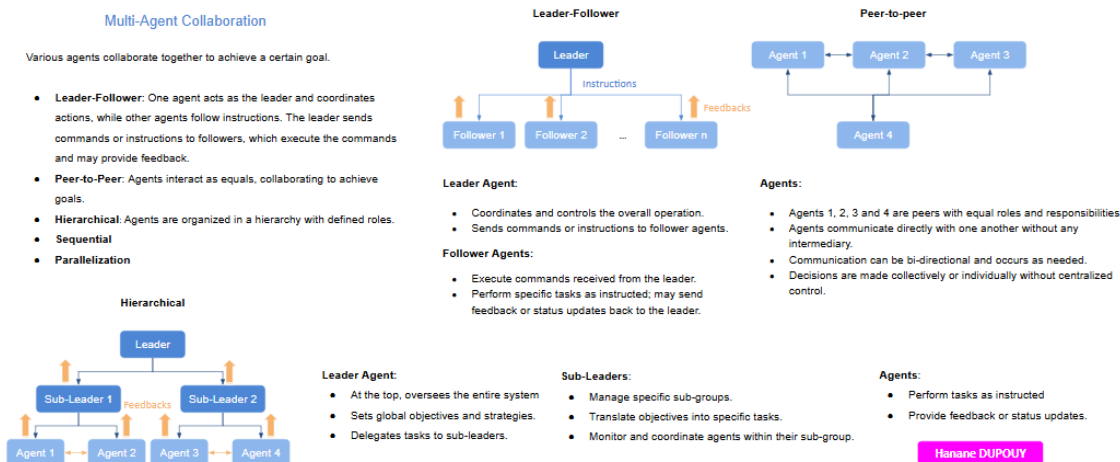 Multi-Agent Collaboration
Various agents collaborate together to achieve a certain goal.
Leader-Follower: One agent acts as the leader and coordinates
actions, while other agents follow instructions. The leader sends
commands or instructions to followers, which execute the commands
and may provide feedback.
Peer-to-Peer: Agents interact as equals, collaborating to achieve
goals.
Hierarchical: Agents are organized in a hierarchy with defined roles.
Sequential
Parallelization
Leader-Follower
Leader
Instructions
Feedbacks
Follower 1
Follower 2
...
Follower n
Leader Agent:
Coordinates and controls the overall operation.
Sends commands or instructions to follower agents.
Follower Agents:
Execute commands received from the leader.
Perform specific tasks as instructed; may send
feedback or status updates back to the leader.
Peer-to-peer
Agent 1
Agent 2
Agent 3
Agent 4
Agents:
Agents 1, 2, 3 and 4 are peers with equal roles and responsibilities
Agents communicate directly with one another without any
intermediary.
Communication can be bi-directional and occurs as needed.
Decisions are made collectively or individually without centralized
control.
Hierarchical
Leader
Sub-Leader 1
Feedbacks
Sub-Leader 2
Agent 1
Agent 2
Agent 3
Agent 4
Leader Agent:
At the top, oversees the entire system
Sets global objectives and strategies.
Delegates tasks to sub-leaders.
Sub-Leaders:
Manage specific sub-groups.
Translate objectives into specific tasks.
Monitor and coordinate agents within their sub-group.
Agents:
Perform tasks as instructed
Provide feedback or status updates.
Hanane DUPOUY